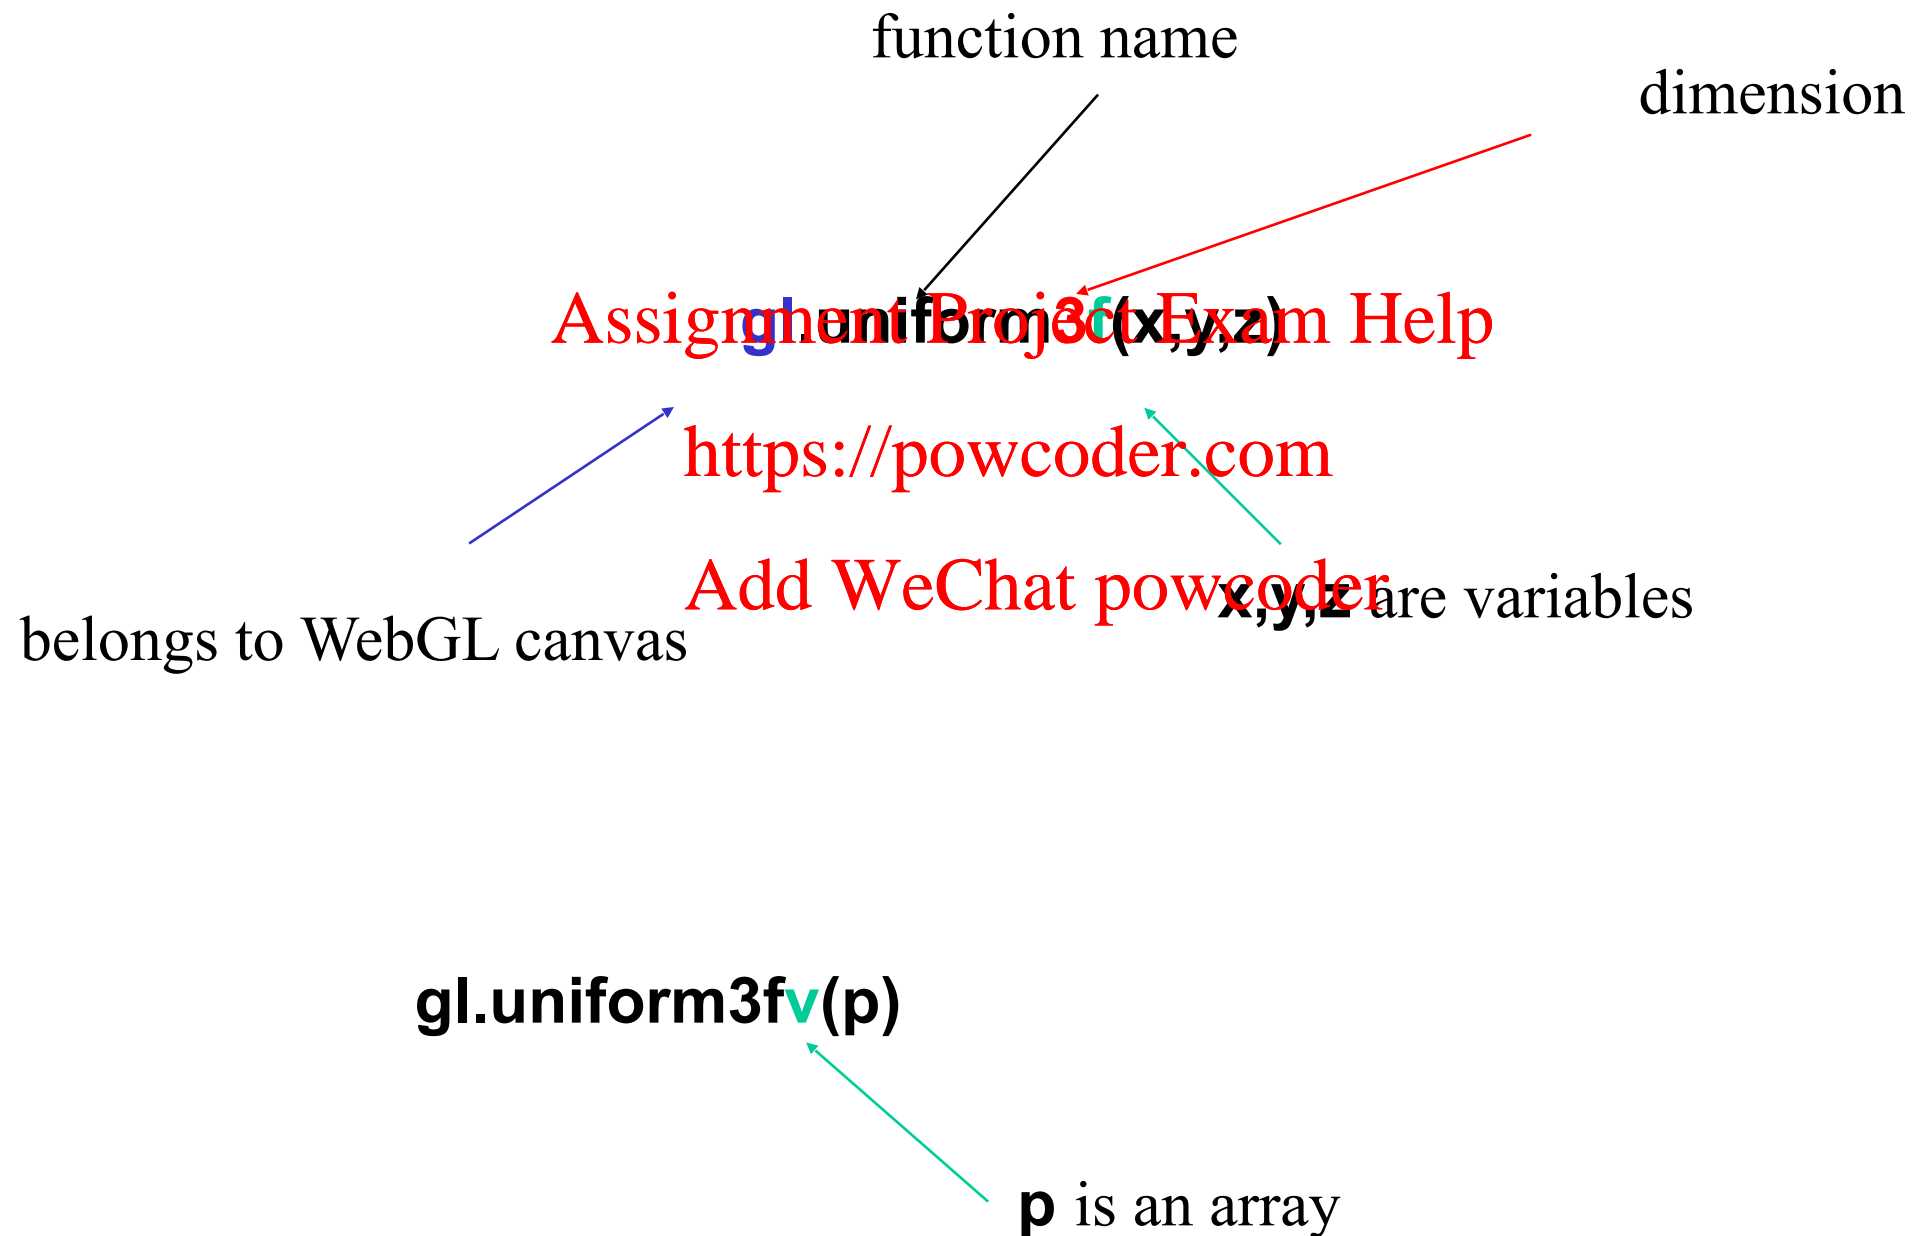 function name
dimension
gl.uniform3f(x,y,z)
Assignment Project Exam Help
https://powcoder.com
Add WeChat powcoder
x,y,z are variables
belongs to WebGL canvas
gl.uniform3fv(p)
p is an array